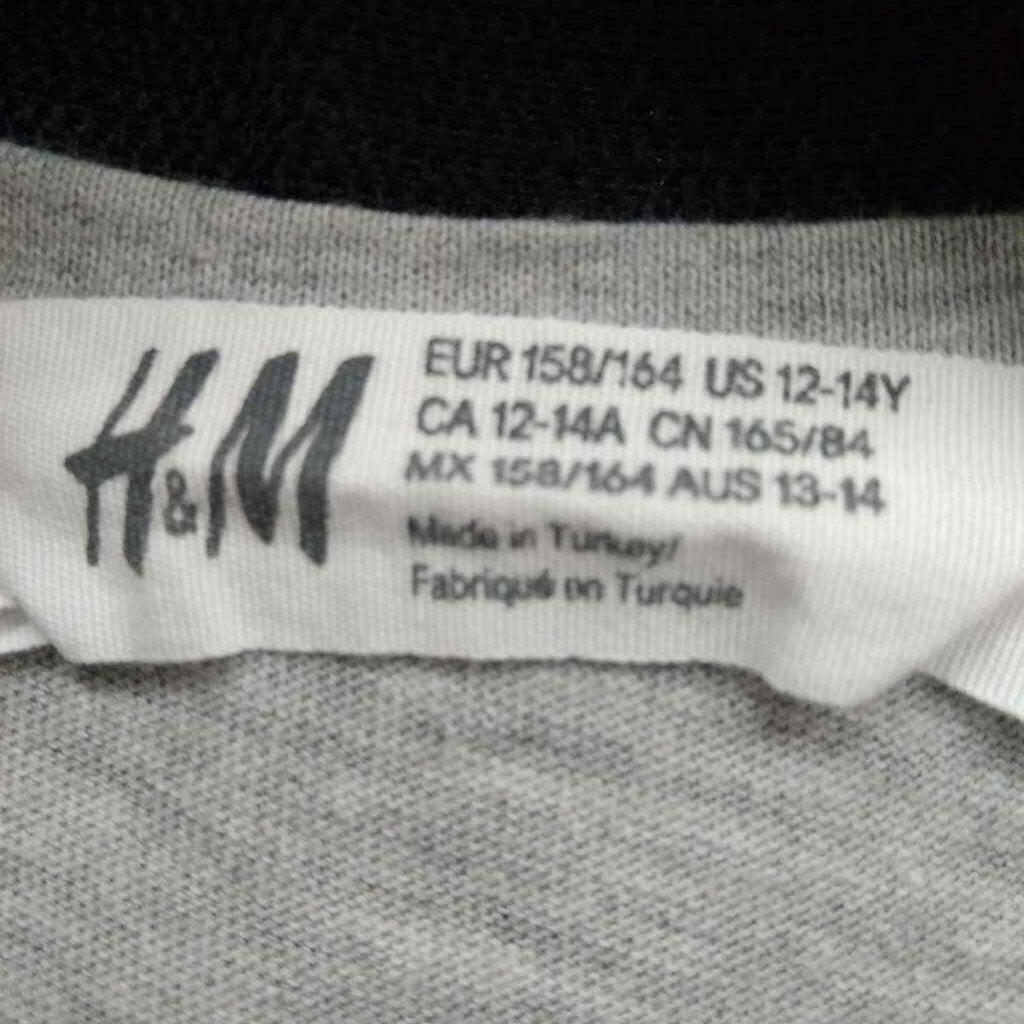 H&M
EUR 158/164 US 12-14Y
CA 12-14A CN 165/84
MX 158/164 AUS 13-14
Made in Turkey/
Fabriqué en Turquie